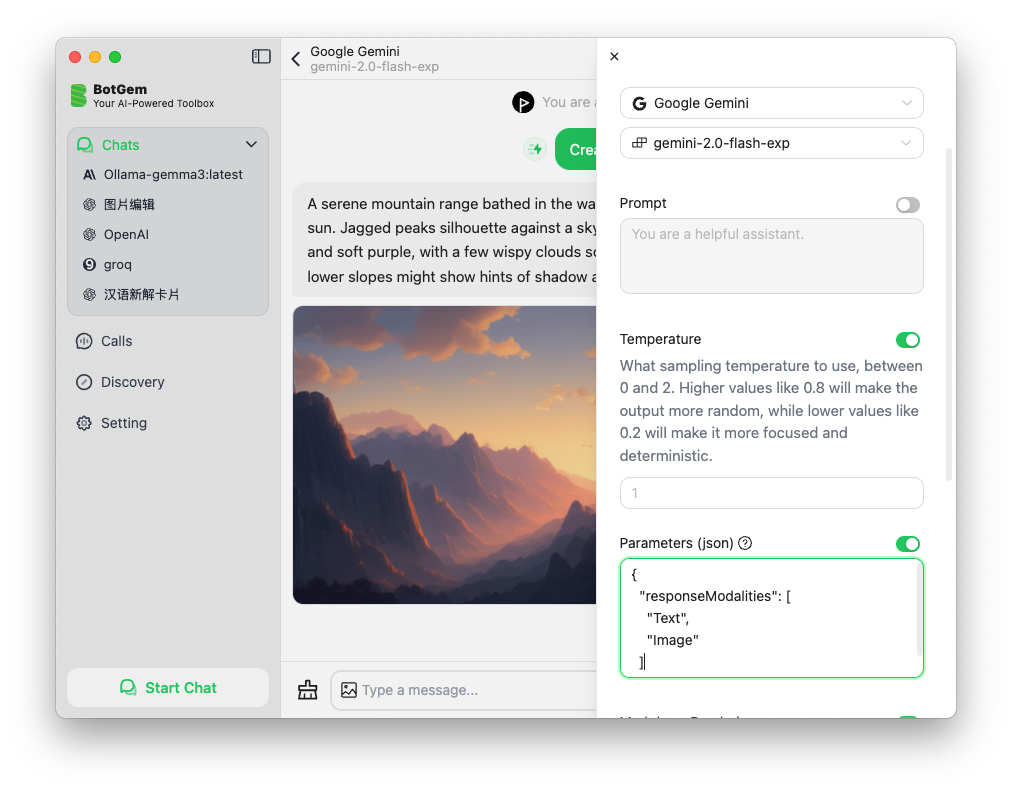 BotGem
Your AI-Powered Toolbox
Chats
Ollama-gemma3:latest
图片编辑
OpenAI
groq
汉语新解卡片
Calls
Discovery
Setting
Start Chat
Google Gemini
gemini-2.0-flash-exp
You are a
Crea
A serene mountain range bathed in the wa
sun. Jagged peaks silhouette against a sky
and soft purple, with a few wispy clouds sc
lower slopes might show hints of shadow a
Type a message...
Google Gemini
gemini-2.0-flash-exp
Prompt
You are a helpful assistant.
Temperature
What sampling temperature to use, between
0 and 2. Higher values like 0.8 will make the
output more random, while lower values like
0.2 will make it more focused and
deterministic.
1
Parameters (json)
{
"responseModalities": [
"Text",
"Image"
]